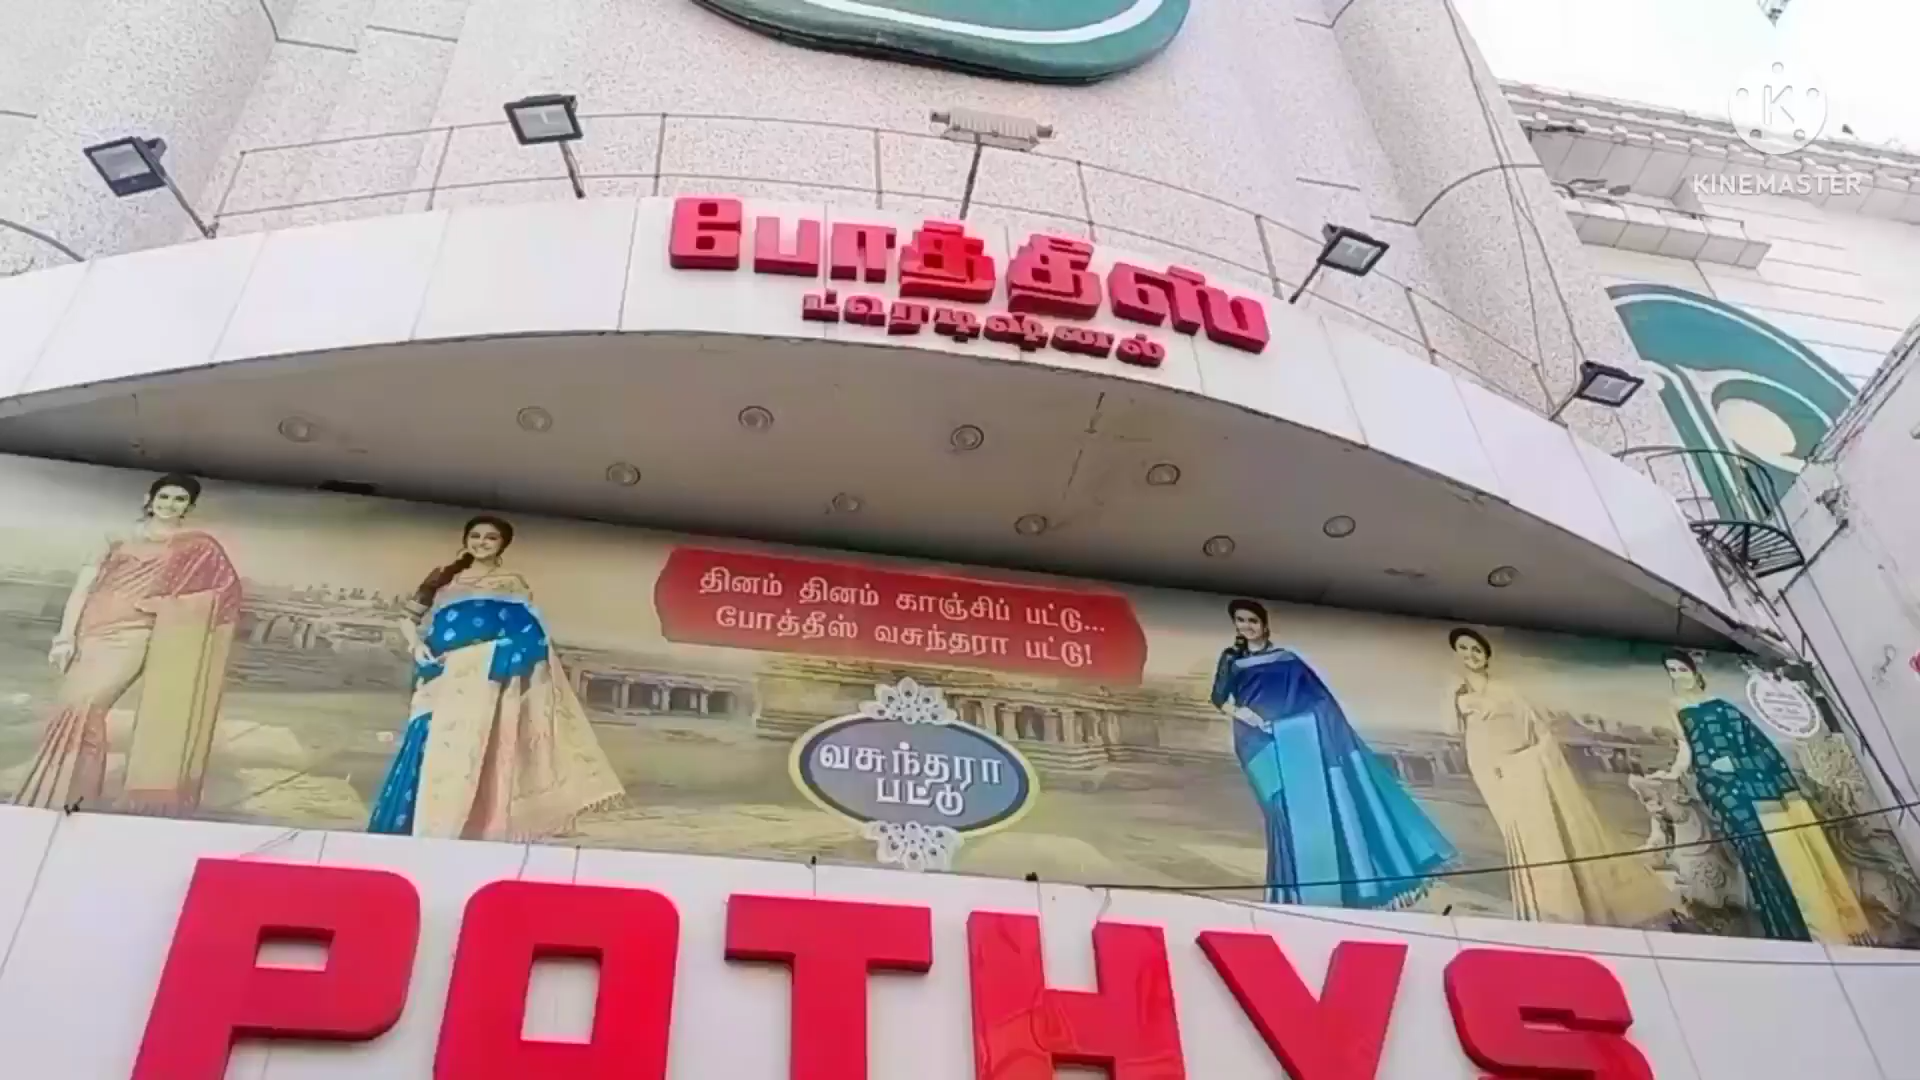 KINEMASTER
போத்தீஸ்
ட்ரெடிஷனல்
தினம் தினம் காஞ்சிப் பட்டு...
போத்தீஸ் வசுந்தரா பட்டு!
வசுந்தரா
பட்டு
POTHYS